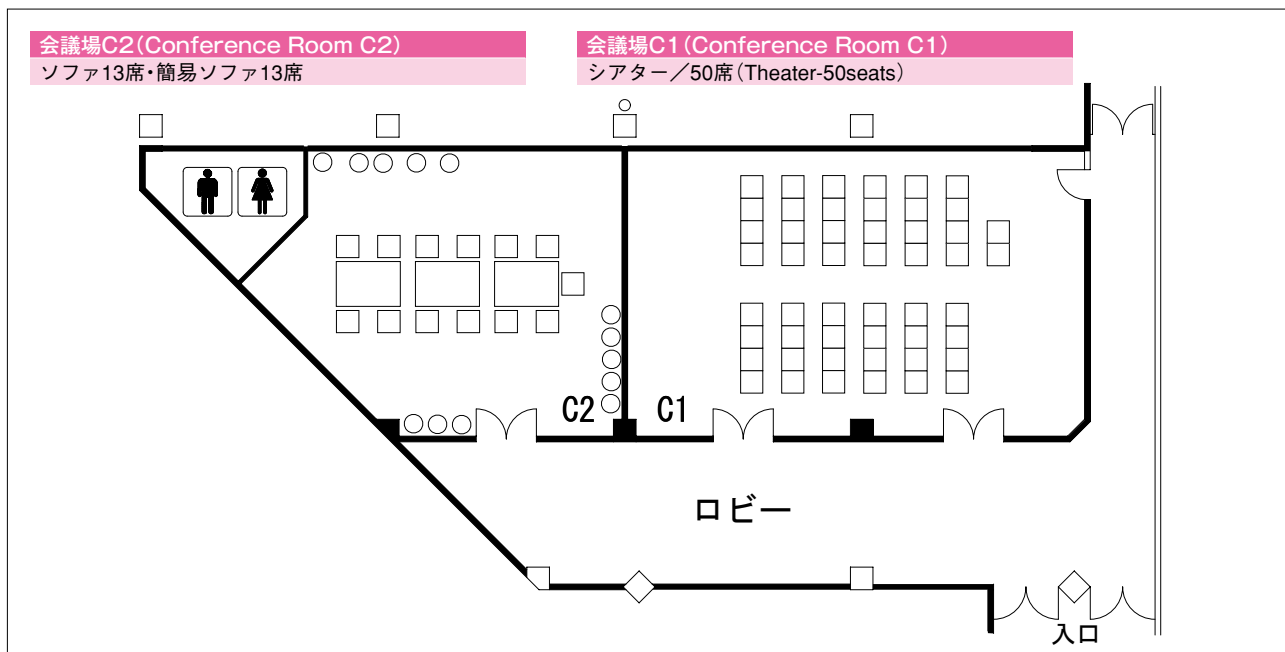 会議場C2(Conference Room C2)
ソファ13席・簡易ソファ13席
会議場C1(Conference Room C1)
シアター／50席(Theater-50seats)
C2
C1
ロビー
入口